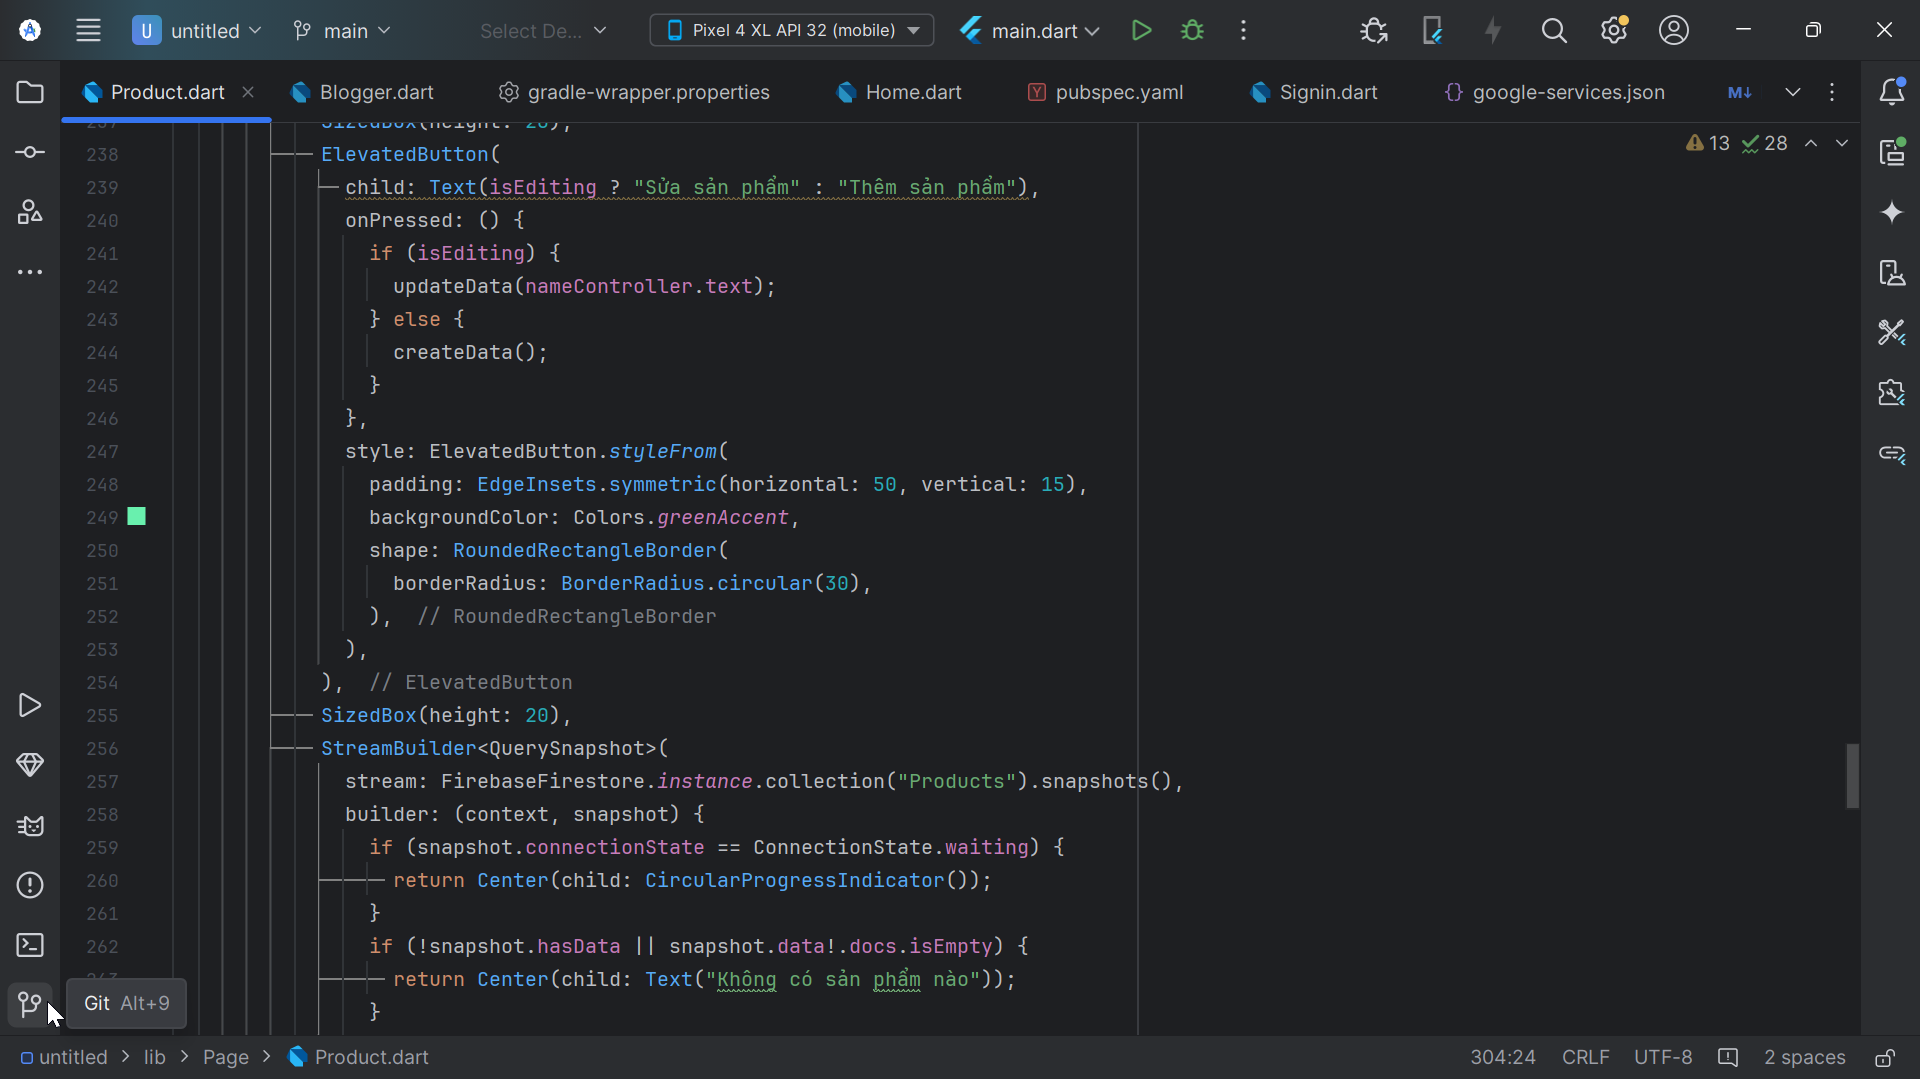 U untitled main Select De... Pixel 4 XL API 32 (mobile) main.dart
Product.dart Blogger.dart gradle-wrapper.properties Home.dart pubspec.yaml Signin.dart {} google-services.json M↓
237 SizedBox(height: 20),
13 28
238 ElevatedButton(
239 child: Text(isEditing ? "Sửa sản phẩm" : "Thêm sản phẩm"),
240 onPressed: () {
241 if (isEditing) {
242 updateData(nameController.text);
243 } else {
244 createData();
245 }
246 },
247 style: ElevatedButton.styleFrom(
248 padding: EdgeInsets.symmetric(horizontal: 50, vertical: 15),
249 backgroundColor: Colors.greenAccent,
250 shape: RoundedRectangleBorder(
251 borderRadius: BorderRadius.circular(30),
252 ), // RoundedRectangleBorder
253 ),
254 ), // ElevatedButton
255 SizedBox(height: 20),
256 StreamBuilder<QuerySnapshot>(
257 stream: FirebaseFirestore.instance.collection("Products").snapshots(),
258 builder: (context, snapshot) {
259 if (snapshot.connectionState == ConnectionState.waiting) {
260 return Center(child: CircularProgressIndicator());
261 }
262 if (!snapshot.hasData || snapshot.data!.docs.isEmpty) {
263 return Center(child: Text("Không có sản phẩm nào"));
}
Git Alt+9
untitled > lib > Page > Product.dart 304:24 CRLF UTF-8 2 spaces